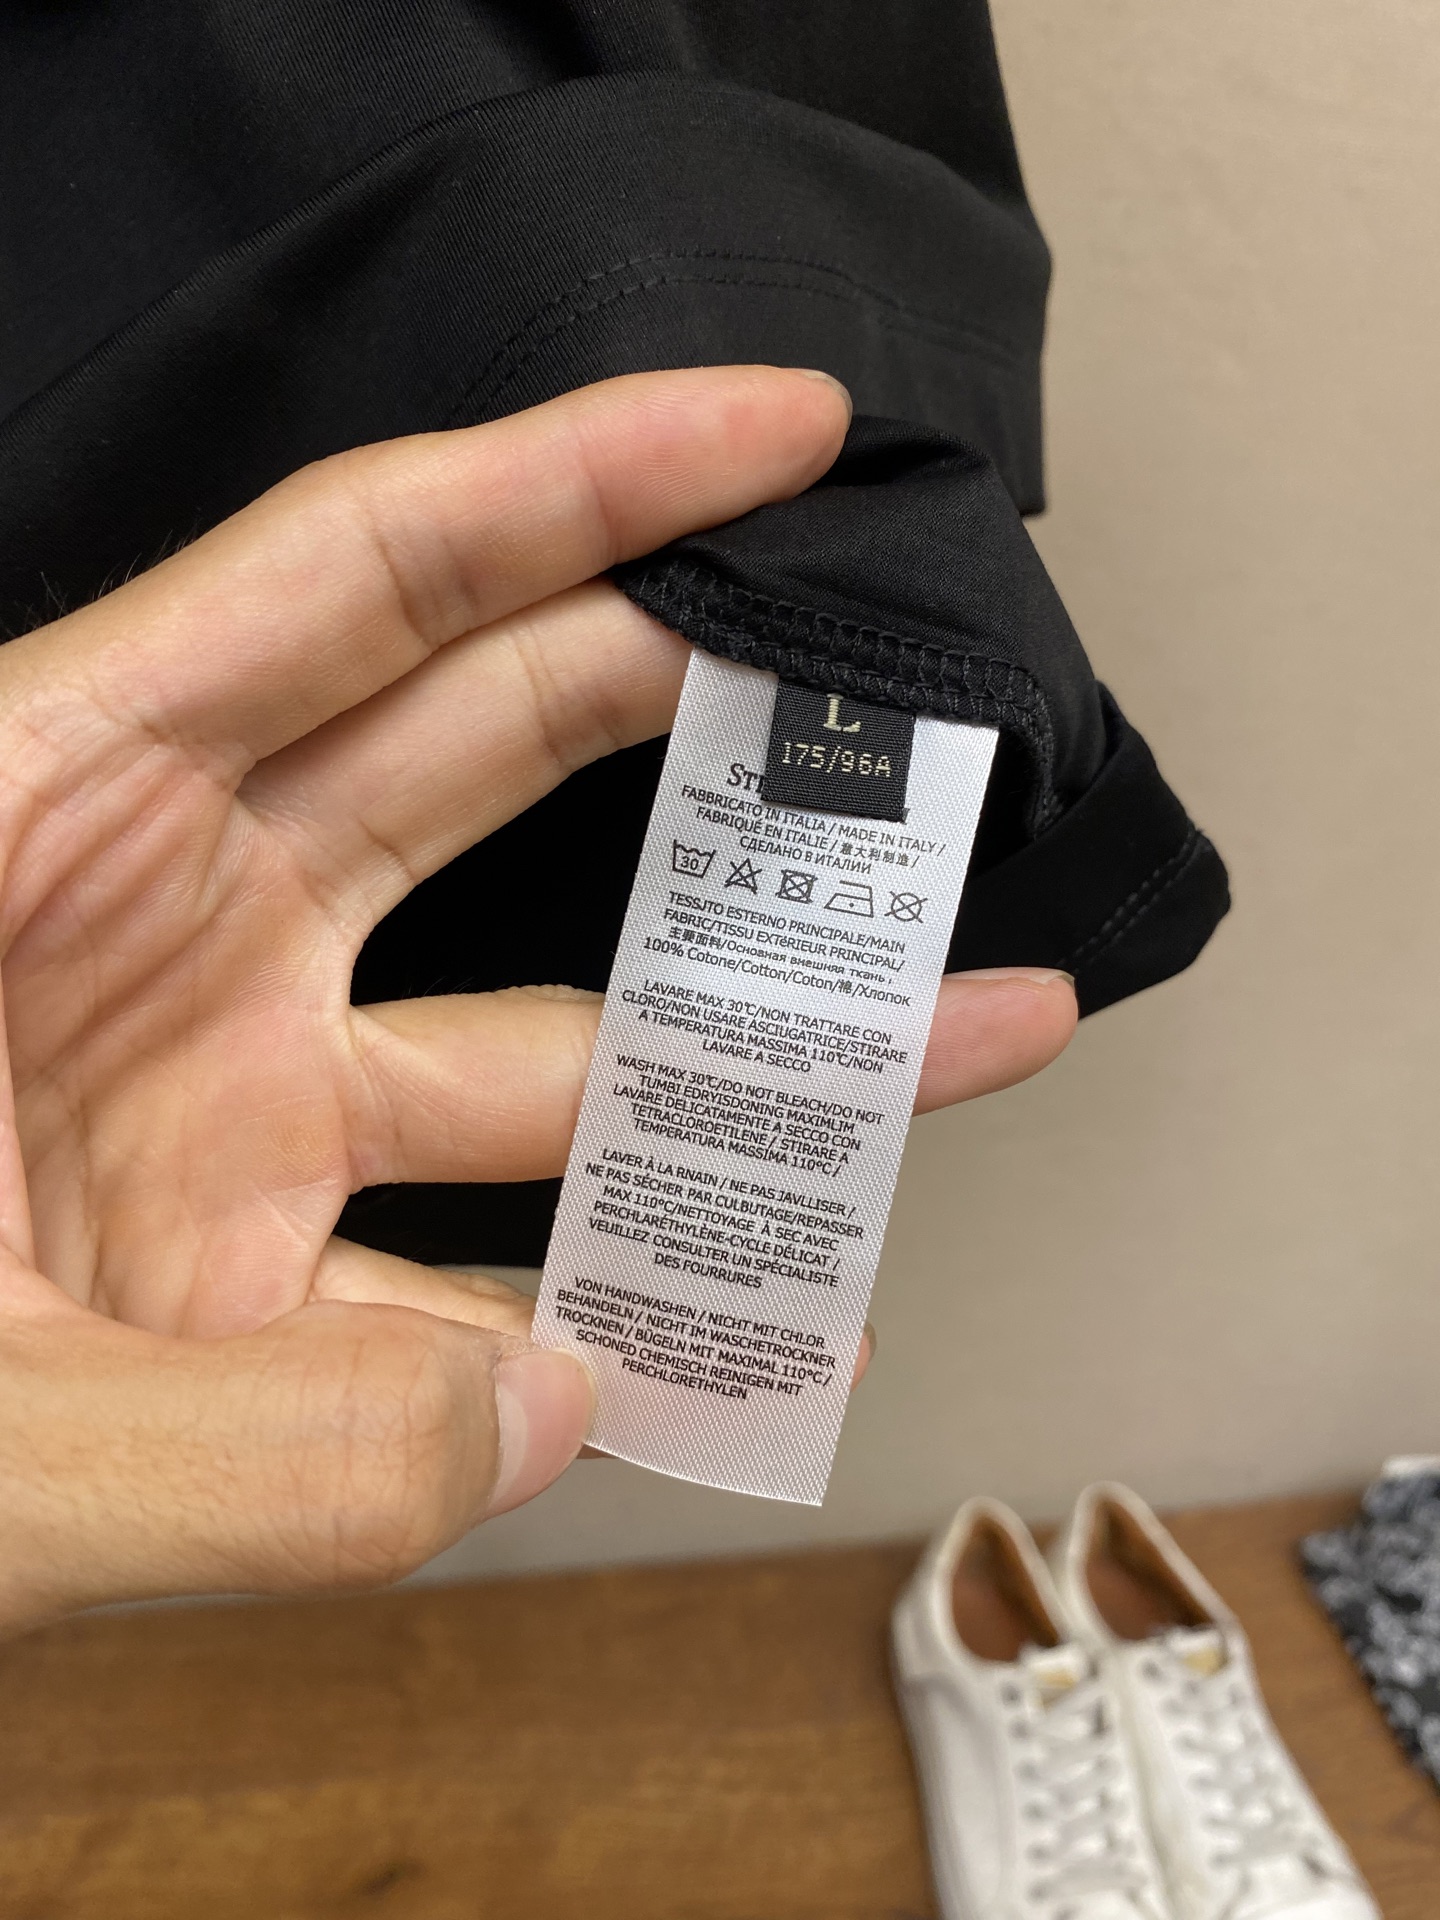 L
175/96A
FABBRICATO IN ITALIA / MADE IN ITALY /
FABRIQUÉ EN ITALIE / 意大利制造 /
СДЕЛАНО В ИТАЛИИ
30
TESSJTO ESTERNO PRINCIPALE/MAIN
FABRIC/TISSU EXTÉRIEUR PRINCIPAL/
主要面料/Основная внешняя ткань,
100% Cotone/Cotton/Coton/棉/Хлопок
LAVARE MAX 30℃/NON TRATTARE CON
CLORO/NON USARE ASCIUGATRICE/STIRARE
A TEMPERATURA MASSIMA 110℃/NON
LAVARE A SECCO
WASH MAX 30℃/DO NOT BLEACH/DO NOT
TUMBI EDRYISDONING MAXIMLIM
LAVARE DELICATAMENTE A SECCO CON
TETRACLOROETILENE / STIRARE A
TEMPERATURA MASSIMA 110℃ /
LAVER À LA RNAIN / NE PAS JAVLLISER /
NE PAS SÉCHER PAR CULBUTAGE/REPASSER
MAX 110°C/NETTOYAGE À SEC AVEC
PERCHLARÉTHYLÈNE-CYCLE DÉLICAT /
VEUILLEZ CONSULTER UN SPÉCIALISTE
DES FOURRURES
VON HANDWASHEN / NICHT MIT CHLOR
BEHANDELN / NICHT IM WASCHETROCKNER
TROCKNEN / BÜGELN MIT MAXIMAL 110℃ /
SCHONED CHEMISCH REINIGEN MIT
PERCHLORETHYLEN